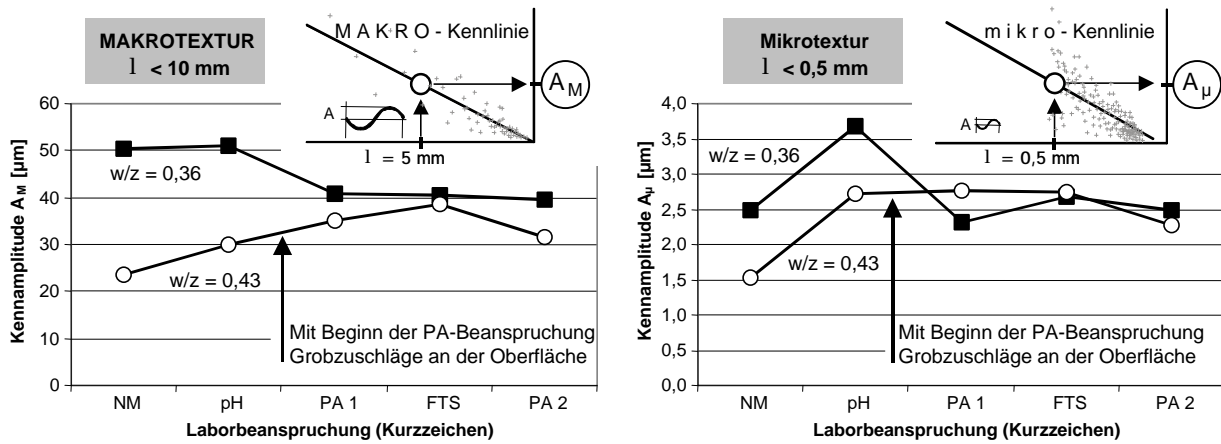 MAKROTEXTUR
l < 10 mm
MAKRO - Kennlinie
A
l = 5 mm
A_M
Kennamplitude A_M [µm]
60
50
40
30
20
10
0
w/z = 0,36
w/z = 0,43
Mit Beginn der PA-Beanspruchung
Grobzuschläge an der Oberfläche
NM pH PA 1 FTS PA 2
Laborbeanspruchung (Kurzzeichen)
Mikrotextur
l < 0,5 mm
mikro - Kennlinie
A
l = 0,5 mm
A_µ
Kennamplitude A_µ [µm]
4,0
3,5
3,0
2,5
2,0
1,5
1,0
0,5
0,0
w/z = 0,36
w/z = 0,43
Mit Beginn der PA-Beanspruchung
Grobzuschläge an der Oberfläche
NM pH PA 1 FTS PA 2
Laborbeanspruchung (Kurzzeichen)